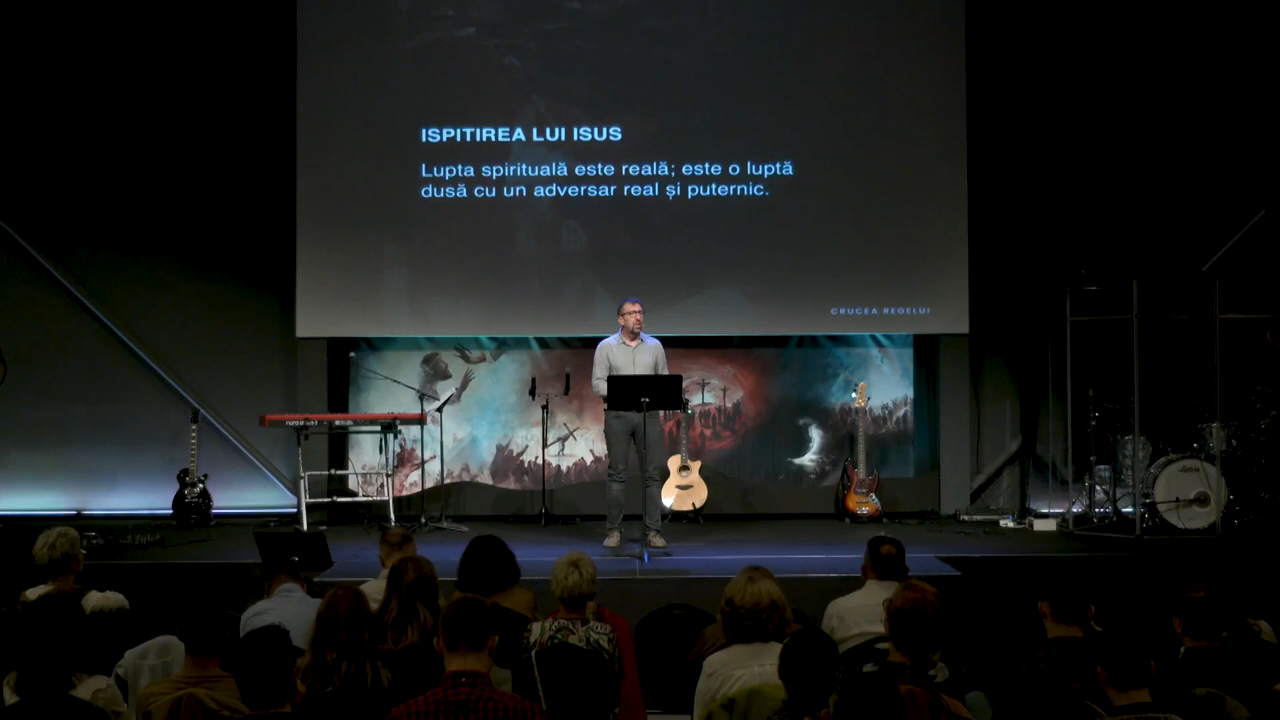 ISPITIREA LUI ISUS
Lupta spirituală este reală; este o luptă
dusă cu un adversar real și puternic.
CRUCEA REGELUI